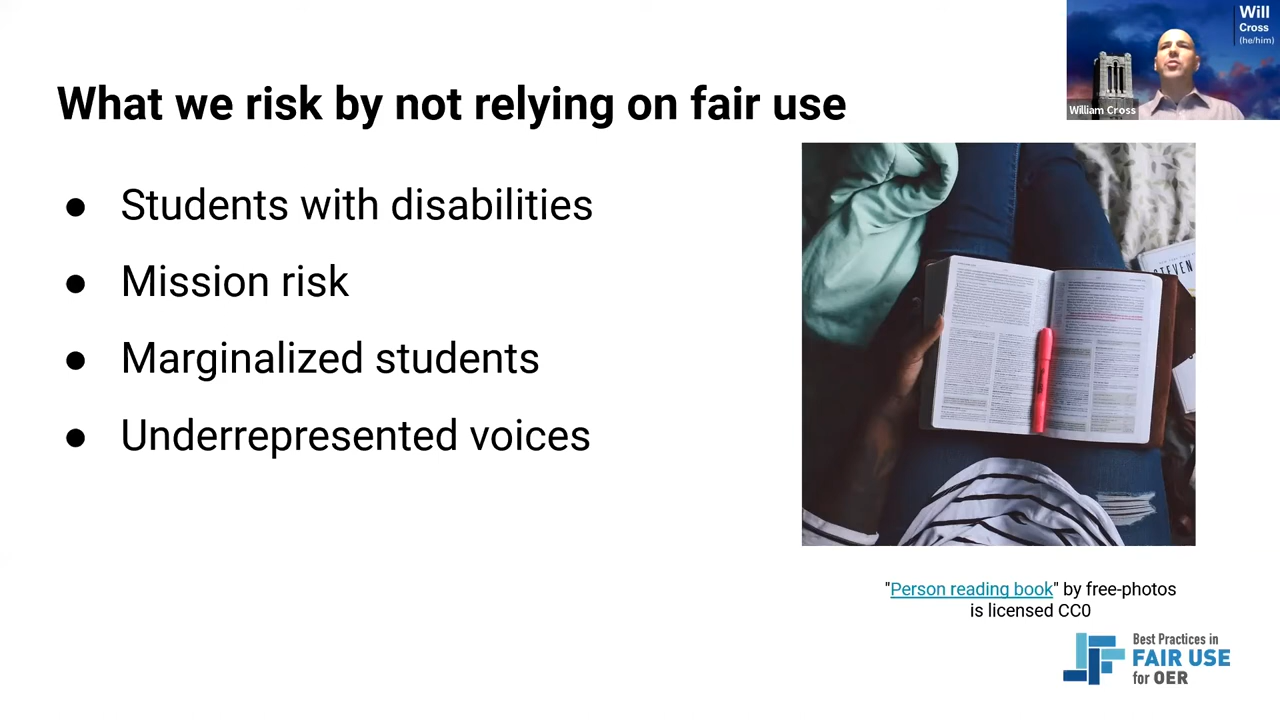 Will
Cross
(he/him)
William Cross
What we risk by not relying on fair use
● Students with disabilities
● Mission risk
● Marginalized students
● Underrepresented voices
STEVEN
"Person reading book" by free-photos
is licensed CC0
Best Practices in
FAIR USE
for OER